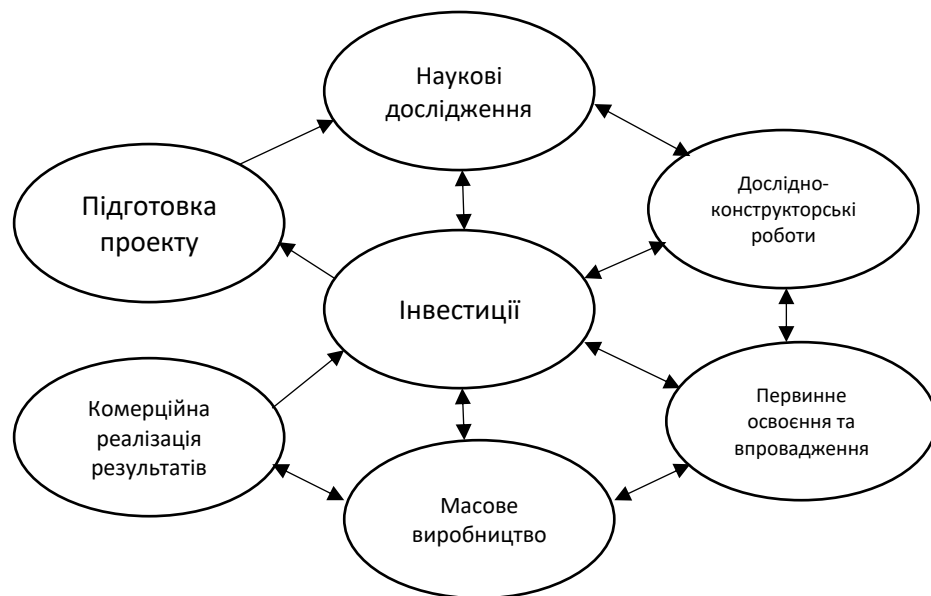 Наукові
дослідження
Підготовка
проекту
Дослідно-
конструкторські
роботи
Інвестиції
Комерційна
реалізація
результатів
Первинне
освоєння та
впровадження
Масове
виробництво